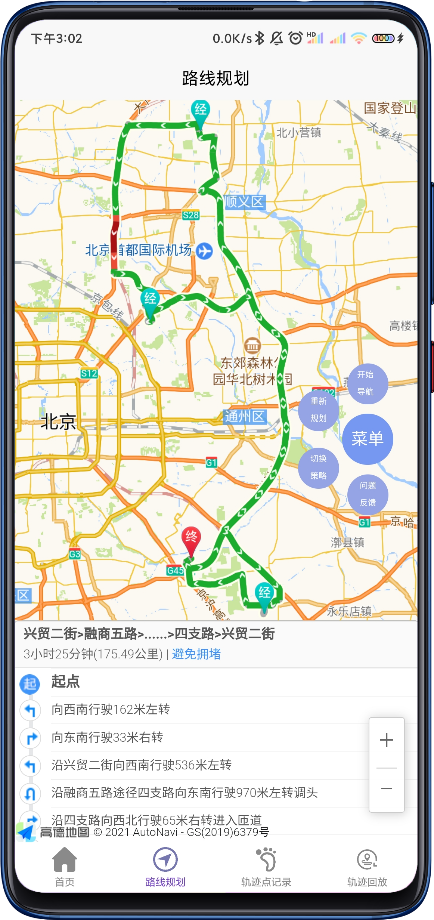 下午3:02
0.0K/s
HD
100
路线规划
经
国家登山
大秦线
北小营镇
顺义区
S28
北京首都国际机场
经
京包线
高楼镇
东郊森林公
园华北树木园
S12
开始
导航
重新
规划
北京
通州区
菜单
切换
策略
G1
问题
反馈
G1
京哈
终
漷县镇
G3
G45
经
区
永乐店镇
兴贸二街>融商五路>......>四支路>兴贸二街
3小时25分钟(175.49公里) | 避免拥堵
起 起点
向西南行驶162米左转
向东南行驶33米右转
沿兴贸二街向西南行驶536米左转
沿融商五路途径四支路向东南行驶970米左转调头
沿四支路向西北行驶65米右转进入匝道
+
−
高德地图 © 2021 AutoNavi - GS(2019)6379号
首页
路线规划
轨迹点记录
轨迹回放